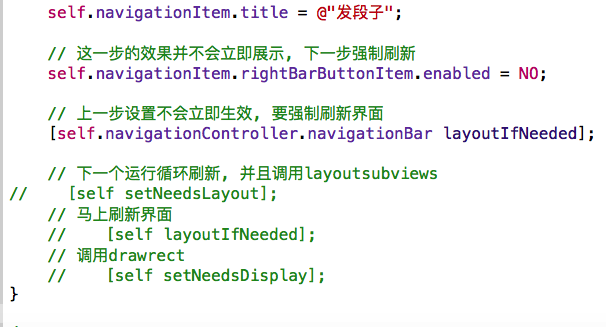 self.navigationItem.title = @"发段子";
// 这一步的效果并不会立即展示, 下一步强制刷新
self.navigationItem.rightBarButtonItem.enabled = NO;
// 上一步设置不会立即生效, 要强制刷新界面
[self.navigationController.navigationBar layoutIfNeeded];
// 下一个运行循环刷新, 并且调用layoutsubviews
//    [self setNeedsLayout];
// 马上刷新界面
//    [self layoutIfNeeded];
// 调用drawrect
//    [self setNeedsDisplay];
}